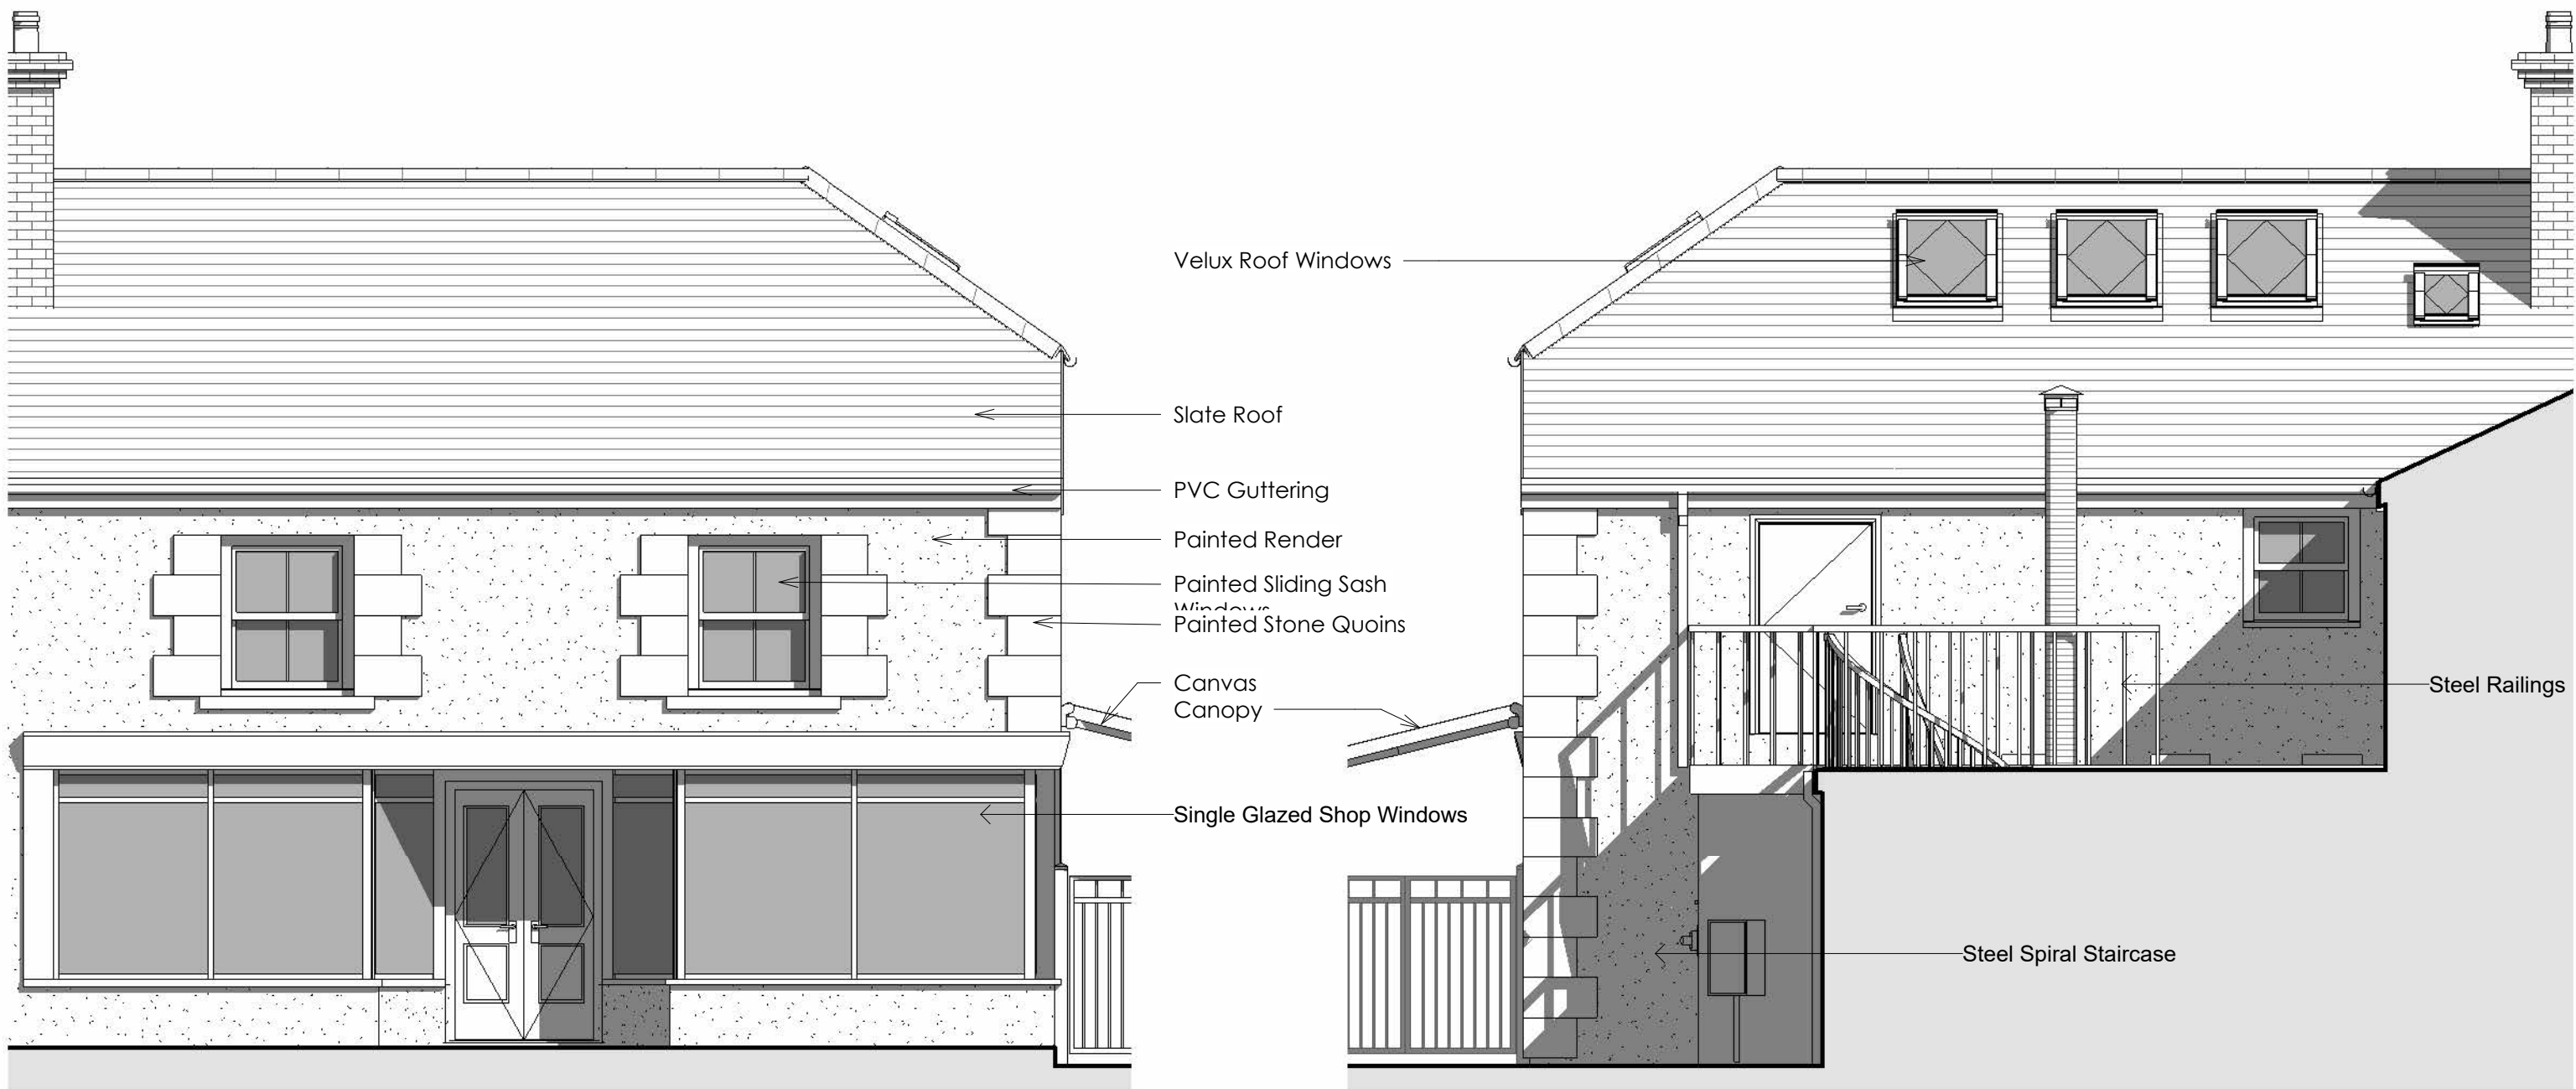 Velux Roof Windows
Slate Roof
PVC Guttering
Painted Render
Painted Sliding Sash
Windows
Painted Stone Quoins
Canvas
Canopy
Steel Railings
Single Glazed Shop Windows
Steel Spiral Staircase